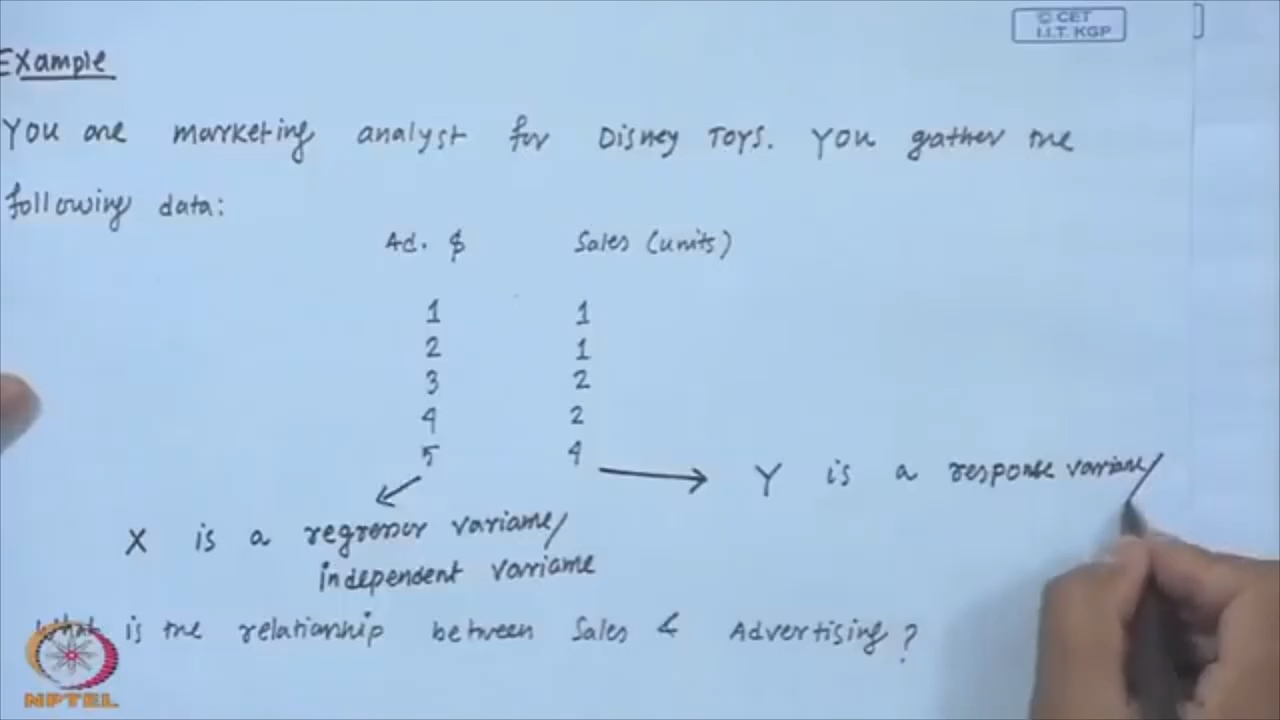 © CET
I.I.T. KGP
Example
You are marketing analyst for Disney Toys. You gather the
following data:
Ad. $ Sales (units)
1 1
2 1
3 2
4 2
5 4
Y is a response variable/
X is a regressor variable/
independent variable
What is the relationship between Sales & Advertising?
NPTEL